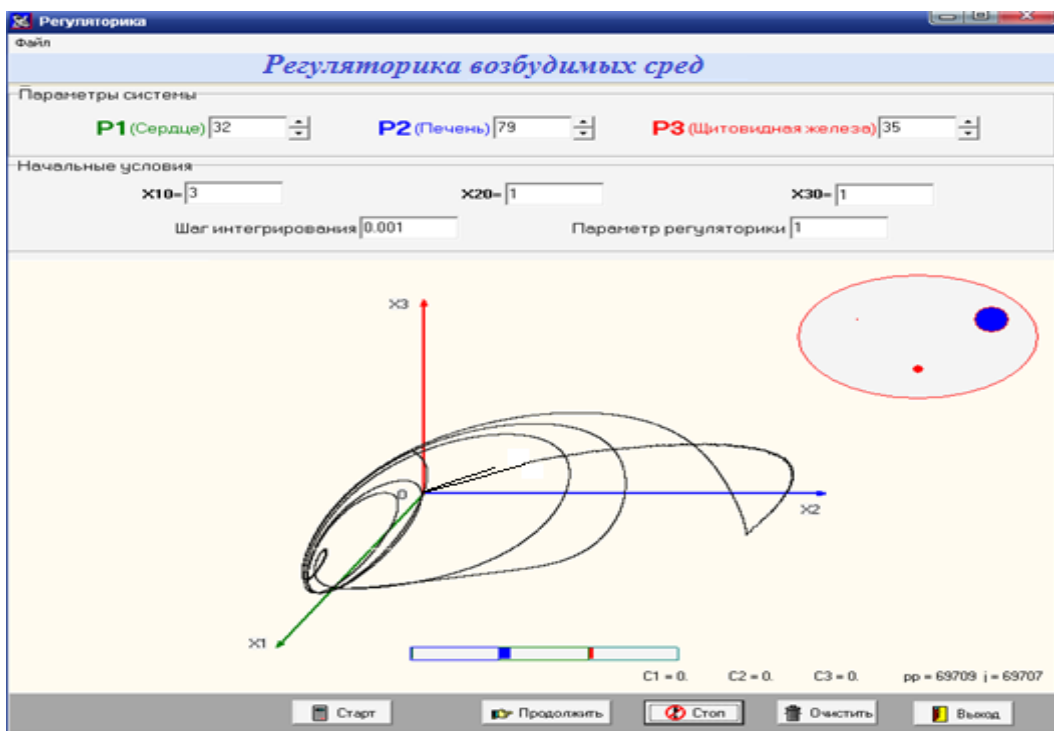 Регуляторика
Файл
Регуляторика возбудимых сред
Параметры системы
P1 (Сердце) 32 P2 (Печень) 79 P3 (Щитовидная железа) 35
Начальные условия
X10= 3 X20= 1 X30= 1
Шаг интегрирования 0.001 Параметр регуляторики 1
X3
0
X2
X1
C1 = 0. C2 = 0. C3 = 0. pp = 69709 j = 69707
Старт Продолжить Стоп Очистить Выход